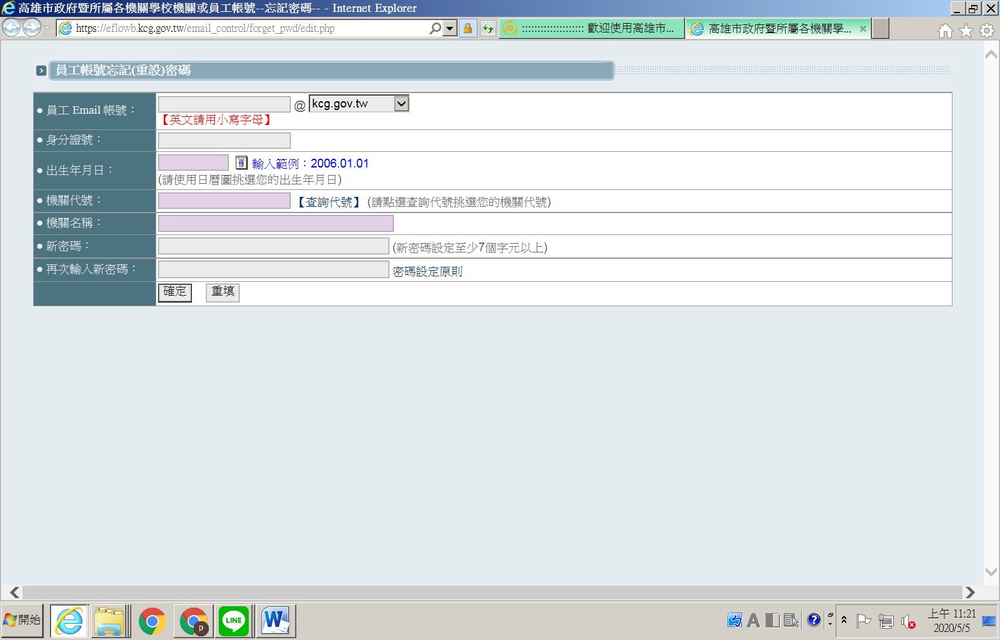 高雄市政府暨所屬各機關學校機關或員工帳號--忘記密碼-- - Internet Explorer
https://eflowb.kcg.gov.tw/email_control/forget_pwd/edit.php
:::::::::::::::::::: 歡迎使用高雄市...
高雄市政府暨所屬各機關學...
員工帳號忘記(重設)密碼
● 員工 Email 帳號：
@ kcg.gov.tw
【英文請用小寫字母】
● 身分證號：
● 出生年月日：
19 輸入範例：2006.01.01
(請使用日曆圖挑選您的出生年月日)
● 機關代號：
【查詢代號】 (請點選查詢代號挑選您的機關代號)
● 機關名稱：
● 新密碼：
(新密碼設定至少7個字元以上)
● 再次輸入新密碼：
密碼設定原則
確定 重填
開始
p
LINE
W
A
?
上午 11:21
2020/5/5